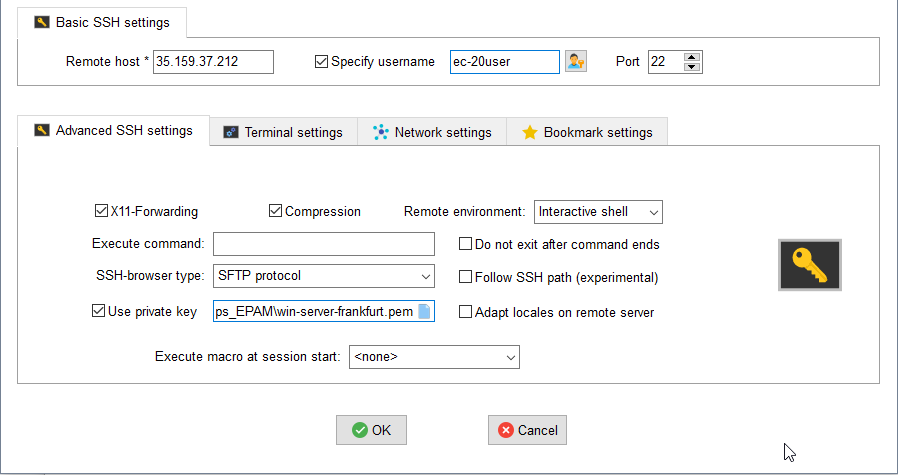 Basic SSH settings
Remote host * 35.159.37.212 Specify username ec-20user Port 22
Advanced SSH settings Terminal settings Network settings Bookmark settings
X11-Forwarding Compression Remote environment: Interactive shell
Execute command: Do not exit after command ends
SSH-browser type: SFTP protocol Follow SSH path (experimental)
Use private key ps_EPAM\win-server-frankfurt.pem Adapt locales on remote server
Execute macro at session start: <none>
OK Cancel